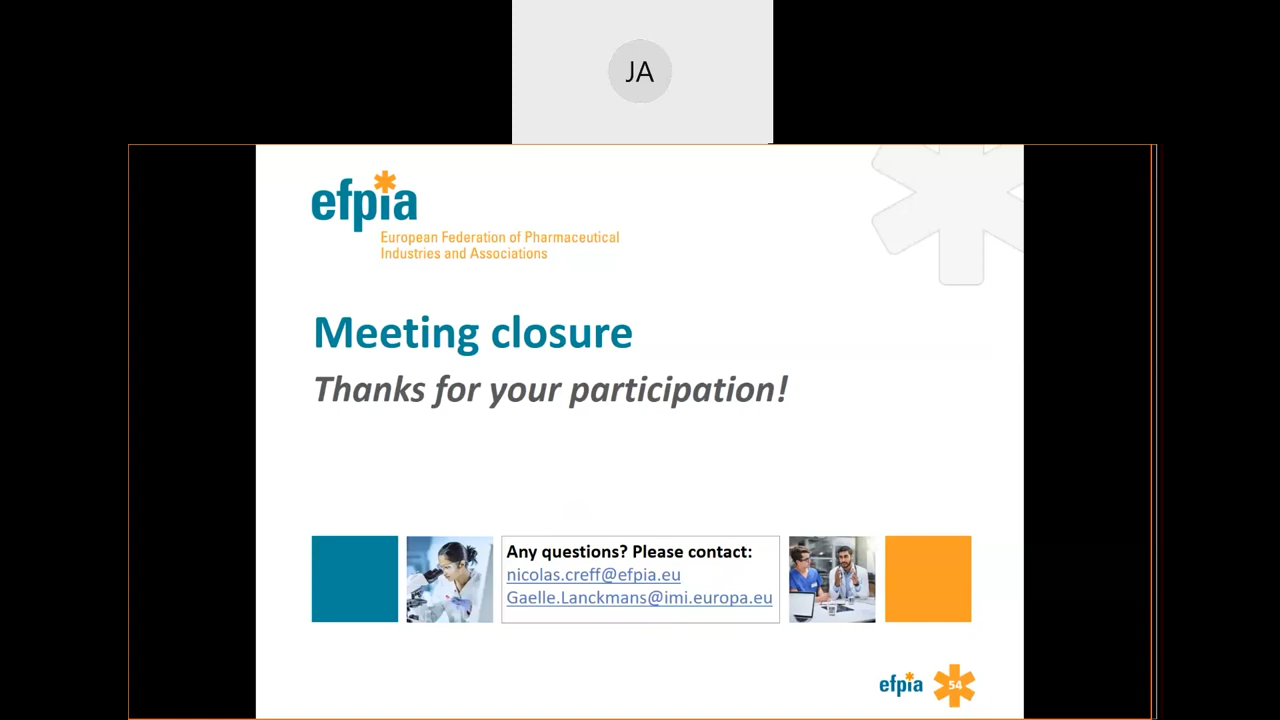 JA
efpia
European Federation of Pharmaceutical
Industries and Associations
Meeting closure
Thanks for your participation!
Any questions? Please contact:
nicolas.creff@efpia.eu
Gaelle.Lanckmans@imi.europa.eu
efpia
54